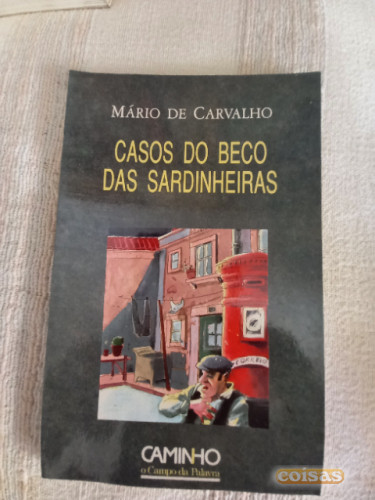 MÁRIO DE CARVALHO
CASOS DO BECO
DAS SARDINHEIRAS
CAMINHO
o Campo da Palavra
coisas